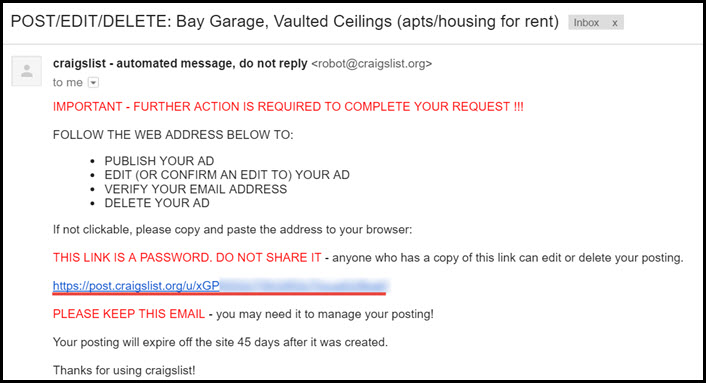 POST/EDIT/DELETE: Bay Garage, Vaulted Ceilings (apts/housing for rent) Inbox x
craigslist - automated message, do not reply <robot@craigslist.org>
to me
IMPORTANT - FURTHER ACTION IS REQUIRED TO COMPLETE YOUR REQUEST !!!
FOLLOW THE WEB ADDRESS BELOW TO:
• PUBLISH YOUR AD
• EDIT (OR CONFIRM AN EDIT TO) YOUR AD
• VERIFY YOUR EMAIL ADDRESS
• DELETE YOUR AD
If not clickable, please copy and paste the address to your browser:
THIS LINK IS A PASSWORD. DO NOT SHARE IT - anyone who has a copy of this link can edit or delete your posting.
https://post.craigslist.org/u/xGP
PLEASE KEEP THIS EMAIL - you may need it to manage your posting!
Your posting will expire off the site 45 days after it was created.
Thanks for using craigslist!